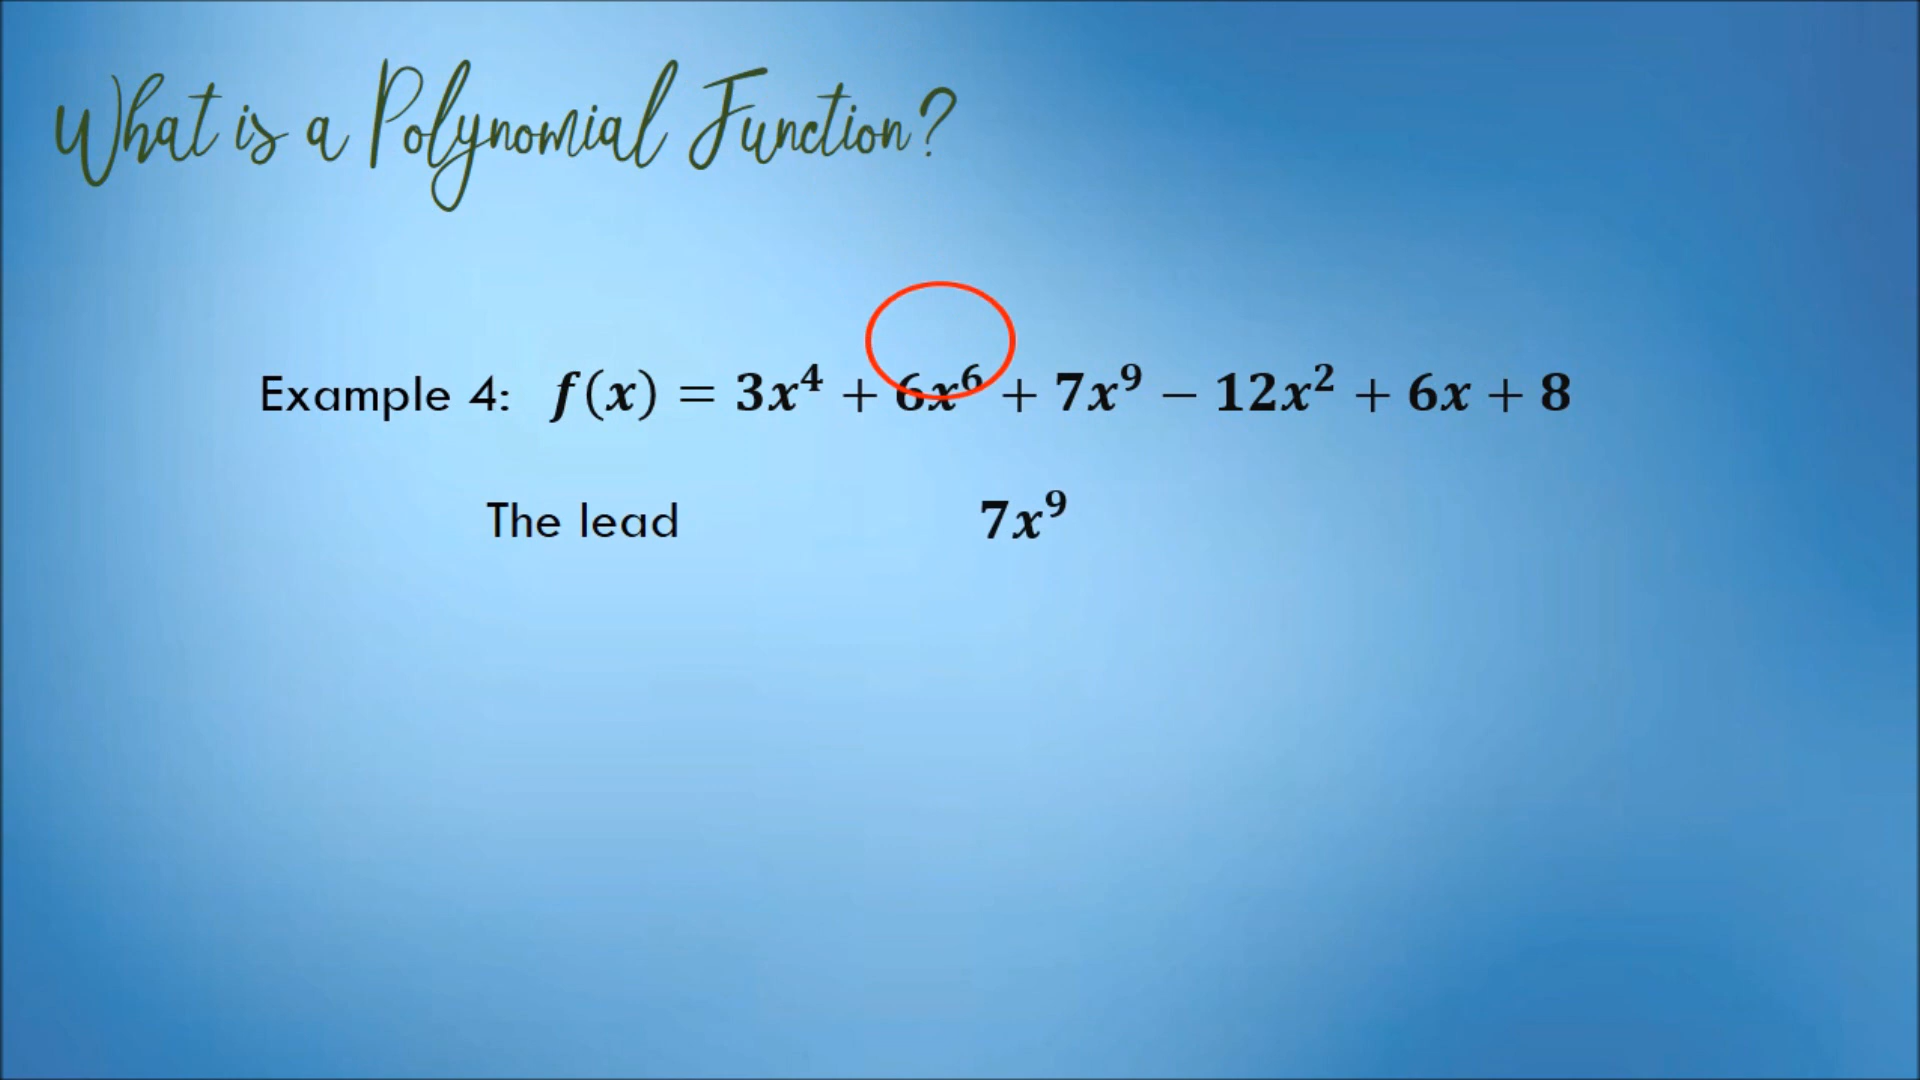 What is a Polynomial Function?
Example 4: f(x) = 3x⁴ + 6x⁶ + 7x⁹ − 12x² + 6x + 8
The lead 7x⁹